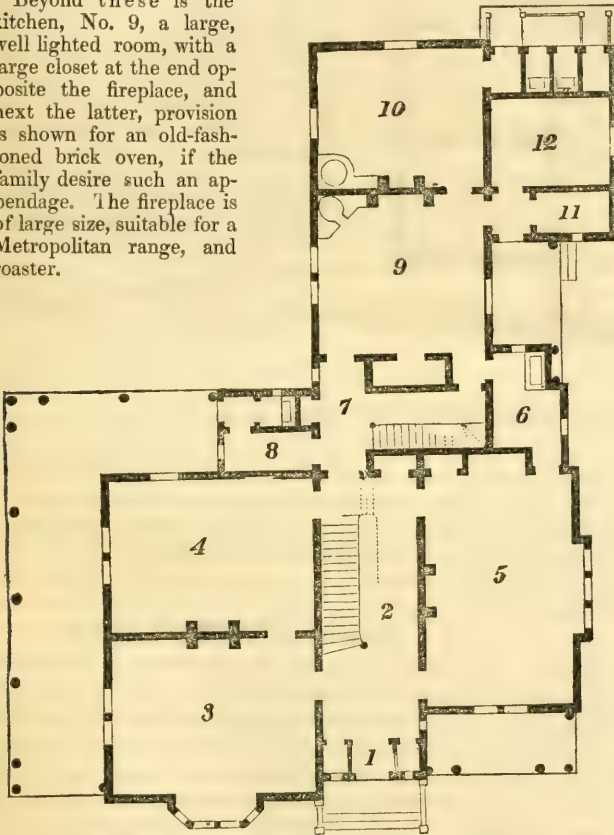 Beyond these is the
kitchen, No. 9, a large,
well lighted room, with a
large closet at the end op-
posite the fireplace, and
next the latter, provision
is shown for an old-fash-
ioned brick oven, if the
family desire such an ap-
pendage. The fireplace is
of large size, suitable for a
Metropolitan range, and
roaster.
10
12
11
9
7
6
8
4
5
2
3
1